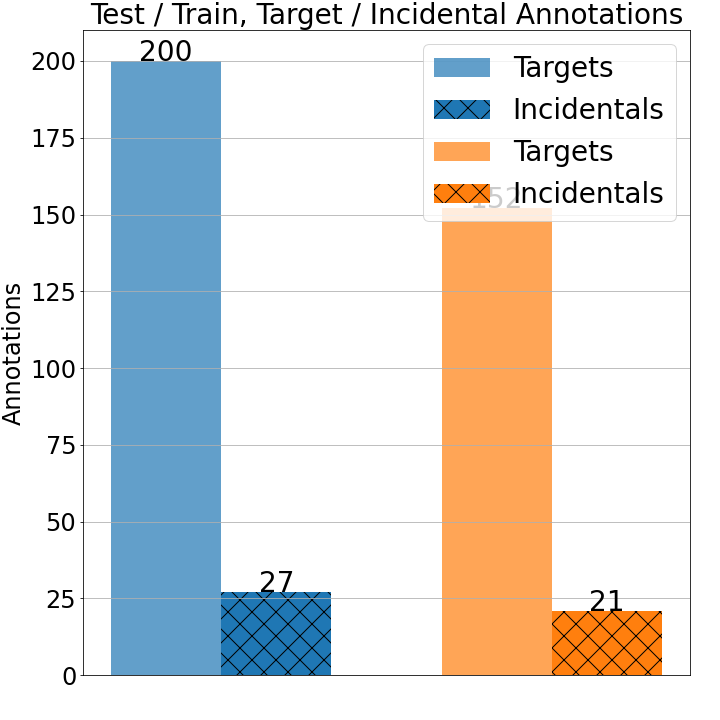 Test / Train, Target / Incidental Annotations
Annotations
200
175
150
125
100
75
50
25
0
200
27
152
21
Targets
Incidentals
Targets
Incidentals